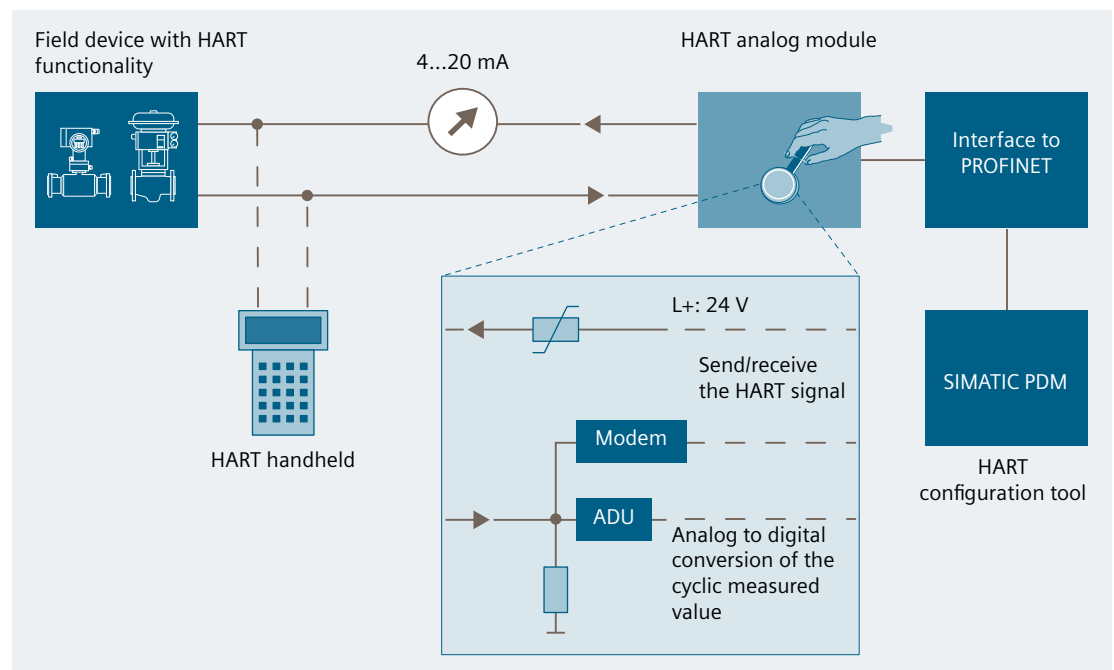 Field device with HART
functionality
4...20 mA
HART analog module
Interface to
PROFINET
L+: 24 V
Send/receive
the HART signal
SIMATIC PDM
Modem
HART handheld
HART
configuration tool
ADU
Analog to digital
conversion of the
cyclic measured
value